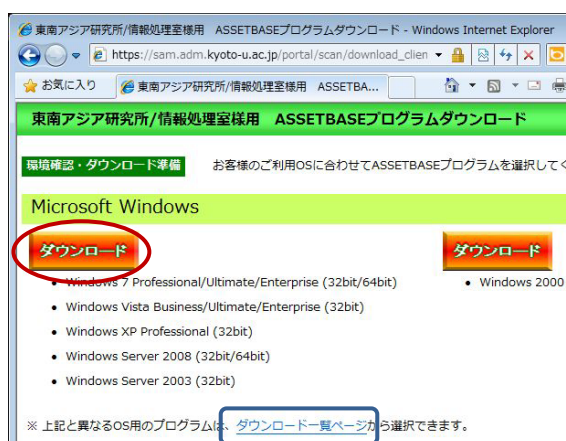 東南アジア研究所/情報処理室様用 ASSETBASEプログラムダウンロード - Windows Internet Explorer
https://sam.adm.kyoto-u.ac.jp/portal/scan/download_clien
お気に入り 東南アジア研究所/情報処理室様用 ASSETBA...
東南アジア研究所/情報処理室様用 ASSETBASEプログラムダウンロード
環境確認・ダウンロード準備 お客様のご利用OSに合わせてASSETBASEプログラムを選択して
Microsoft Windows
ダウンロード ダウンロード
• Windows 7 Professional/Ultimate/Enterprise (32bit/64bit) • Windows 2000
• Windows Vista Business/Ultimate/Enterprise (32bit)
• Windows XP Professional (32bit)
• Windows Server 2008 (32bit/64bit)
• Windows Server 2003 (32bit)
※ 上記と異なるOS用のプログラムは、ダウンロード一覧ページから選択できます。